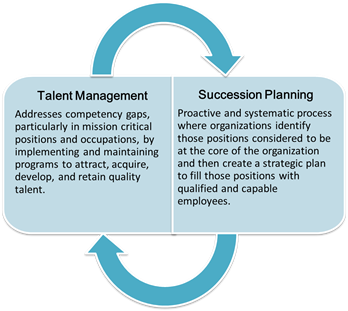 Talent Management
Addresses competency gaps,
particularly in mission critical
positions and occupations, by
implementing and maintaining
programs to attract, acquire,
develop, and retain quality
talent.
Succession Planning
Proactive and systematic process
where organizations identify
those positions considered to be
at the core of the organization
and then create a strategic plan
to fill those positions with
qualified and capable
employees.